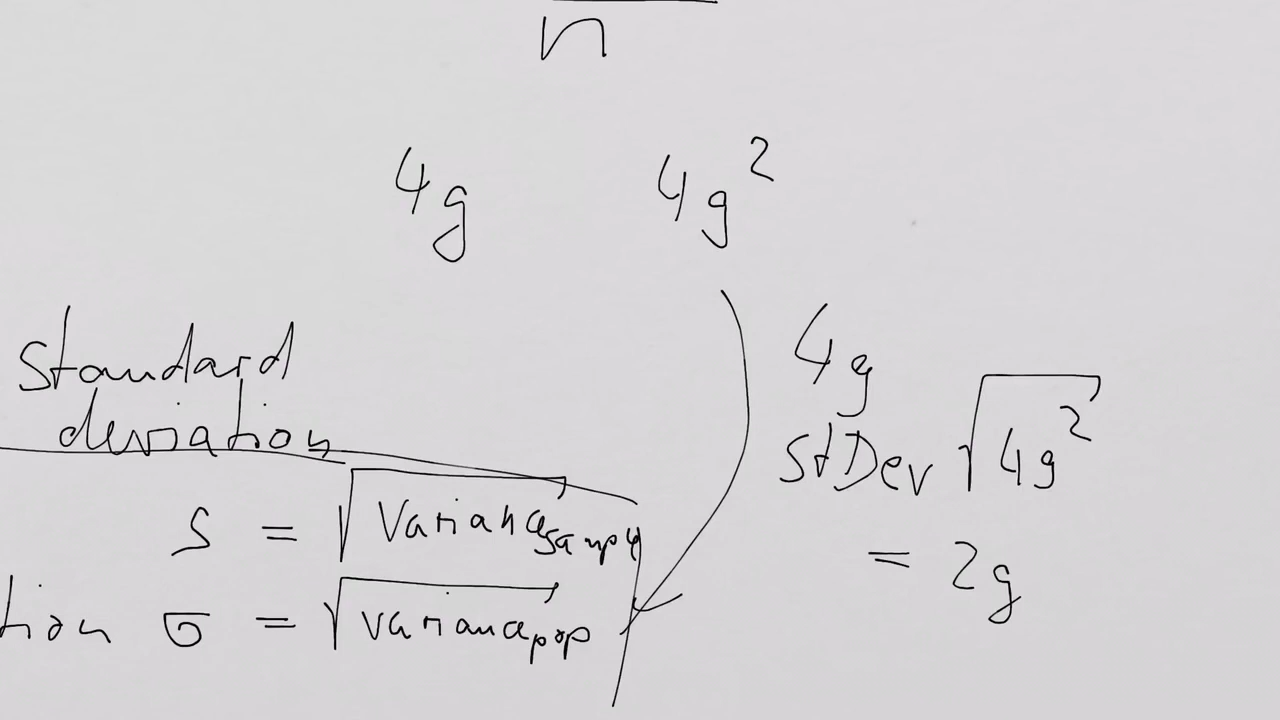 n
4g 4g²
Standard
deviation
s = √variance sample
tion σ = √variance pop
4g
StDev √4g²
= 2g